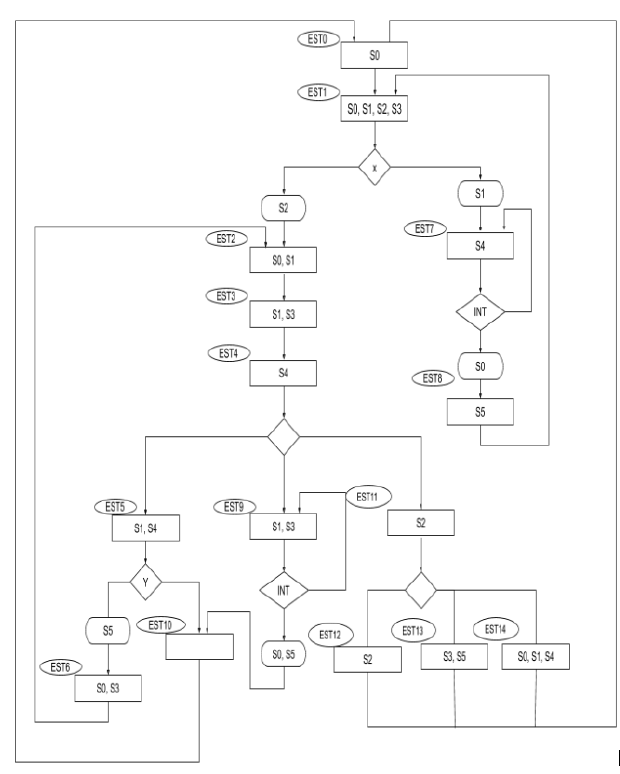 EST0
S0
EST1
S0, S1, S2, S3
x
S2
S1
EST2
S0, S1
EST7
S4
EST3
S1, S3
INT
EST4
S4
S0
EST8
S5
EST5
S1, S4
EST9
S1, S3
EST11
S2
Y
INT
S5
EST10
S0, S5
EST12
S2
EST13
S3, S5
EST14
S0, S1, S4
EST6
S0, S3